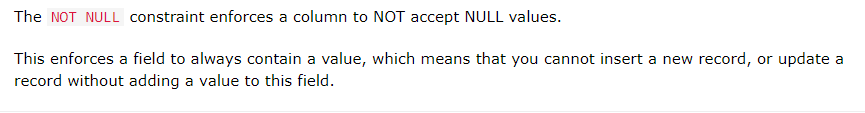 The NOT NULL constraint enforces a column to NOT accept NULL values.
This enforces a field to always contain a value, which means that you cannot insert a new record, or update a
record without adding a value to this field.